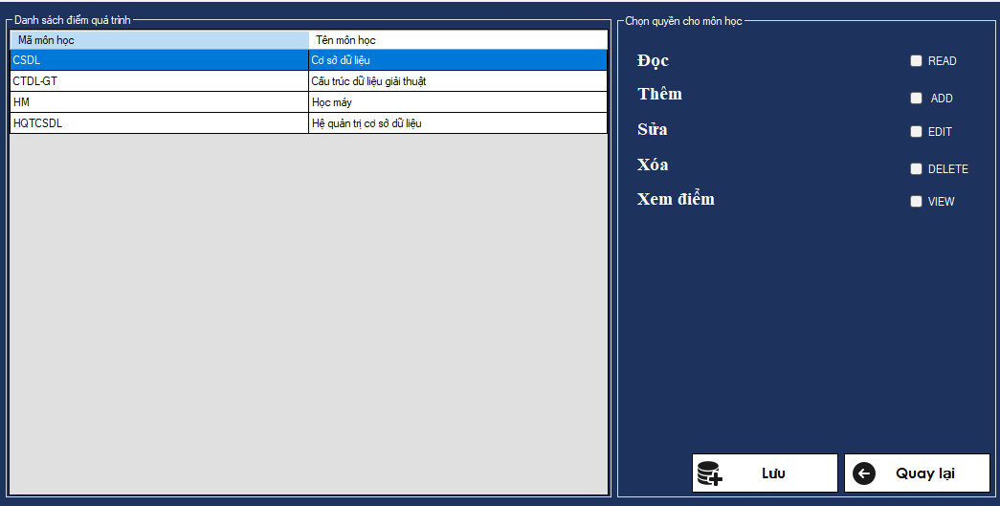 Danh sách điểm quá trình
Mã môn học Tên môn học
CSDL Cơ sở dữ liệu
CTDL-GT Cấu trúc dữ liệu giải thuật
HM Học máy
HQTCSDL Hệ quản trị cơ sở dữ liệu
Chọn quyền cho môn học
Đọc READ
Thêm ADD
Sửa EDIT
Xóa DELETE
Xem điểm VIEW
Lưu Quay lại